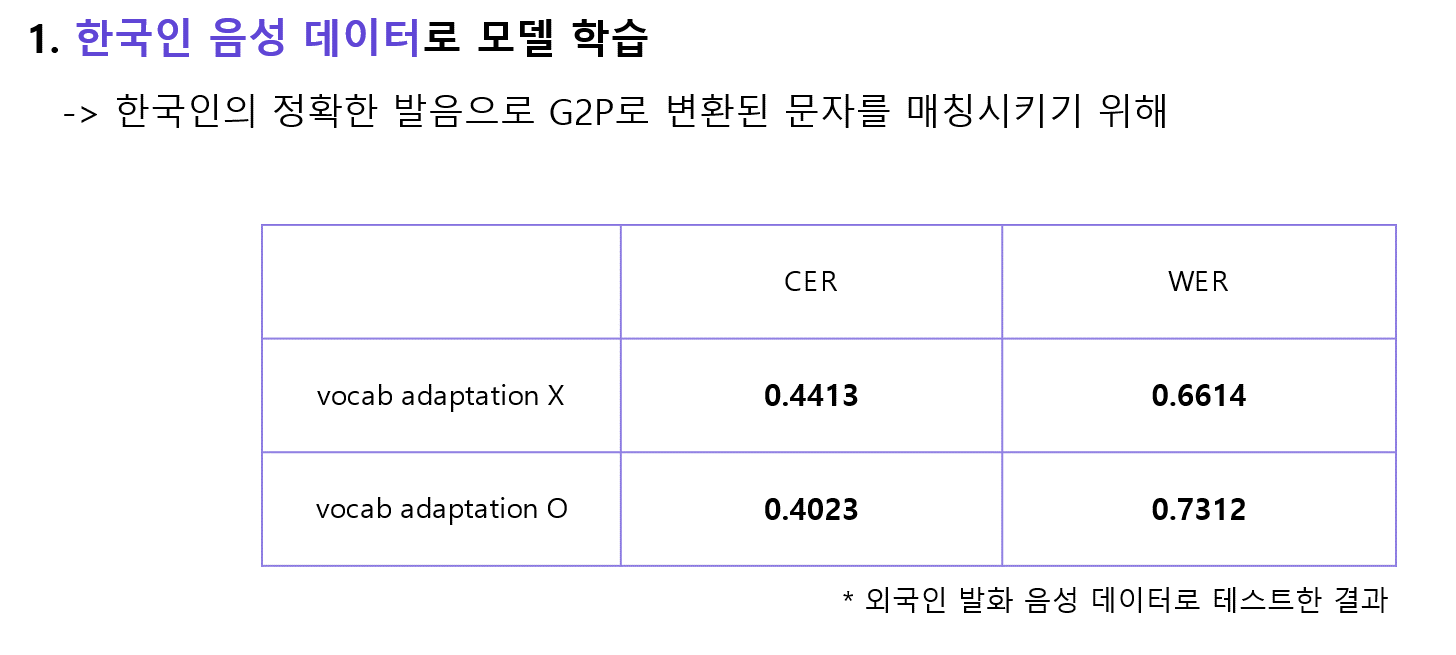 1. 한국인 음성 데이터로 모델 학습
-> 한국인의 정확한 발음으로 G2P로 변환된 문자를 매칭시키기 위해
CER WER
vocab adaptation X 0.4413 0.6614
vocab adaptation O 0.4023 0.7312
* 외국인 발화 음성 데이터로 테스트한 결과